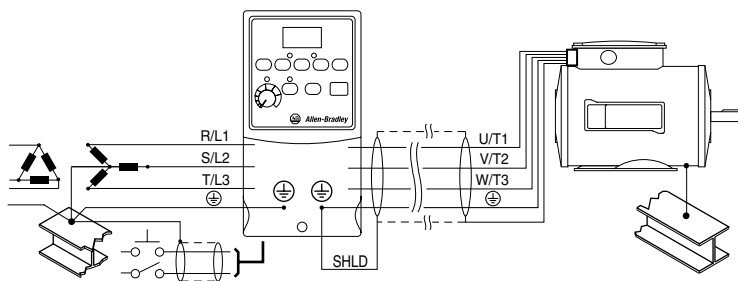 Allen-Bradley
R/L1
U/T1
S/L2
V/T2
T/L3
W/T3
SHLD